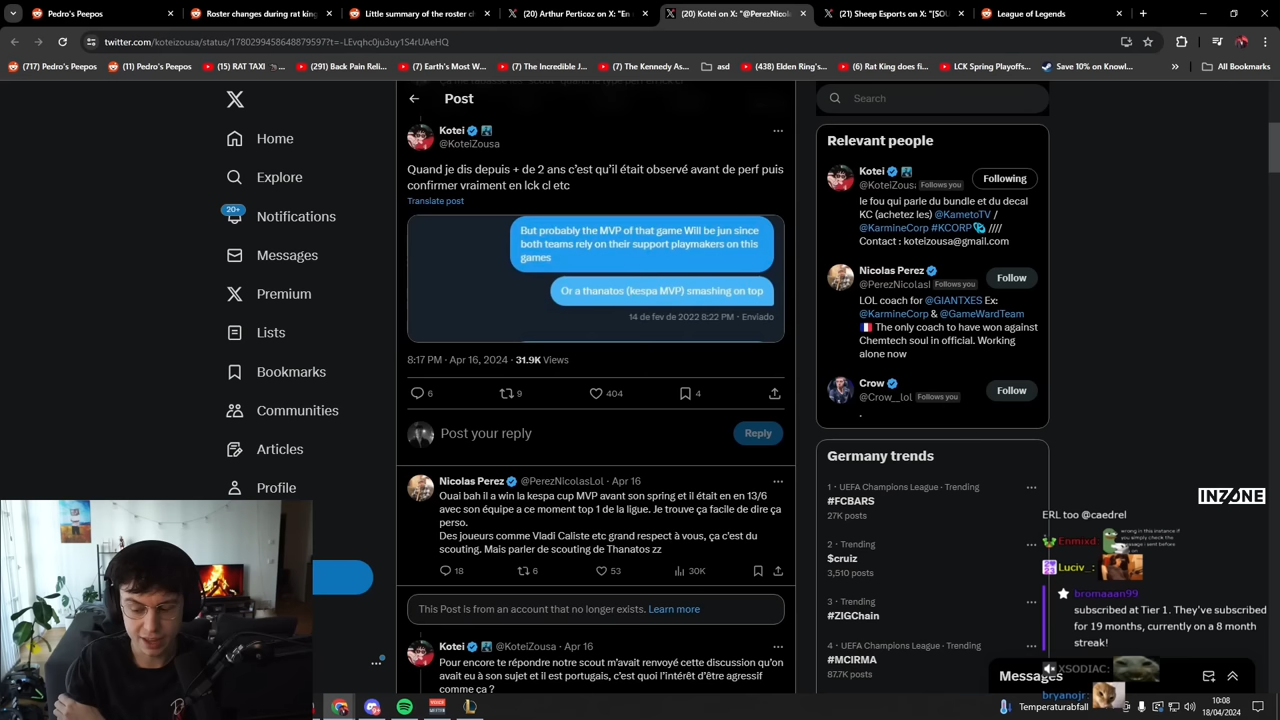 Pedro's Peepos
Roster changes during rat king
Little summary of the roster ch
(20) Arthur Perticoz on X: "En
(20) Kotei on X: "@PerezNicolas
(21) Sheep Esports on X: "[SOU
League of Legends
twitter.com/koteizousa/status/1780299458648879597?t=-LEvqhc0ju3uy1S4rUAeHQ
(717) Pedro's Peepos
(11) Pedro's Peepos
(15) RAT TAXI
(291) Back Pain Reli...
(7) Earth's Most W...
(7) The Incredible J...
(7) The Kennedy As...
asd
(438) Elden Ring's...
(6) Rat King does fi...
LCK Spring Playoffs...
Save 10% on Knowl...
All Bookmarks
Home
Explore
20+
Notifications
Messages
Premium
Lists
Bookmarks
Communities
Articles
Profile
Post
Kotei
@KoteiZousa
Quand je dis depuis + de 2 ans c'est qu'il était observé avant de perf puis
confirmer vraiment en lck cl etc
Translate post
But probably the MVP of that game Will be jun since
both teams rely on their support playmakers on this
games
Or a thanatos (kespa MVP) smashing on top
14 de fev de 2022 8:22 PM · Enviado
8:17 PM · Apr 16, 2024 · 31.9K Views
6
9
404
4
Post your reply
Reply
Nicolas Perez @PerezNicolasLol · Apr 16
Ouai bah il a win la kespa cup MVP avant son spring et il était en en 13/6
avec son équipe a ce moment top 1 de la ligue. Je trouve ça facile de dire ça
perso.
Des joueurs comme Vladi Caliste etc grand respect à vous, ça c'est du
scouting. Mais parler de scouting de Thanatos zz
18
6
53
30K
This Post is from an account that no longer exists. Learn more
Kotei @KoteiZousa · Apr 16
Pour encore te répondre notre scout m'avait renvoyé cette discussion qu'on
avait eu à son sujet et il est portugais, c'est quoi l'intérêt d'être agressif
comme ça ?
Search
Relevant people
Kotei
@KoteiZousa Follows you
Following
le fou qui parle du bundle et du decal
KC (achetez les) @KametoTV /
@KarmineCorp #KCORP ////
Contact : koteizousa@gmail.com
Nicolas Perez
@PerezNicolasl Follows you
Follow
LOL coach for @GIANTXES Ex:
@KarmineCorp & @GameWardTeam
The only coach to have won against
Chemtech soul in official. Working
alone now
Crow
@Crow__lol Follows you
Follow
.
Germany trends
1 · UEFA Champions League · Trending
#FCBARS
27K posts
2 · Trending
$cruiz
3,510 posts
3 · Trending
#ZIGChain
4 · UEFA Champions League · Trending
#MCIRMA
87.7K posts
Messages
INZONE
ERL too @caedrel
Enmixd
Luciv_:
bromaaan99
subscribed at Tier 1. They've subscribed
for 19 months, currently on a 8 month
streak!
XSODIAC:
bryanojr:
Temperaturabfall
10:08
18/04/2024